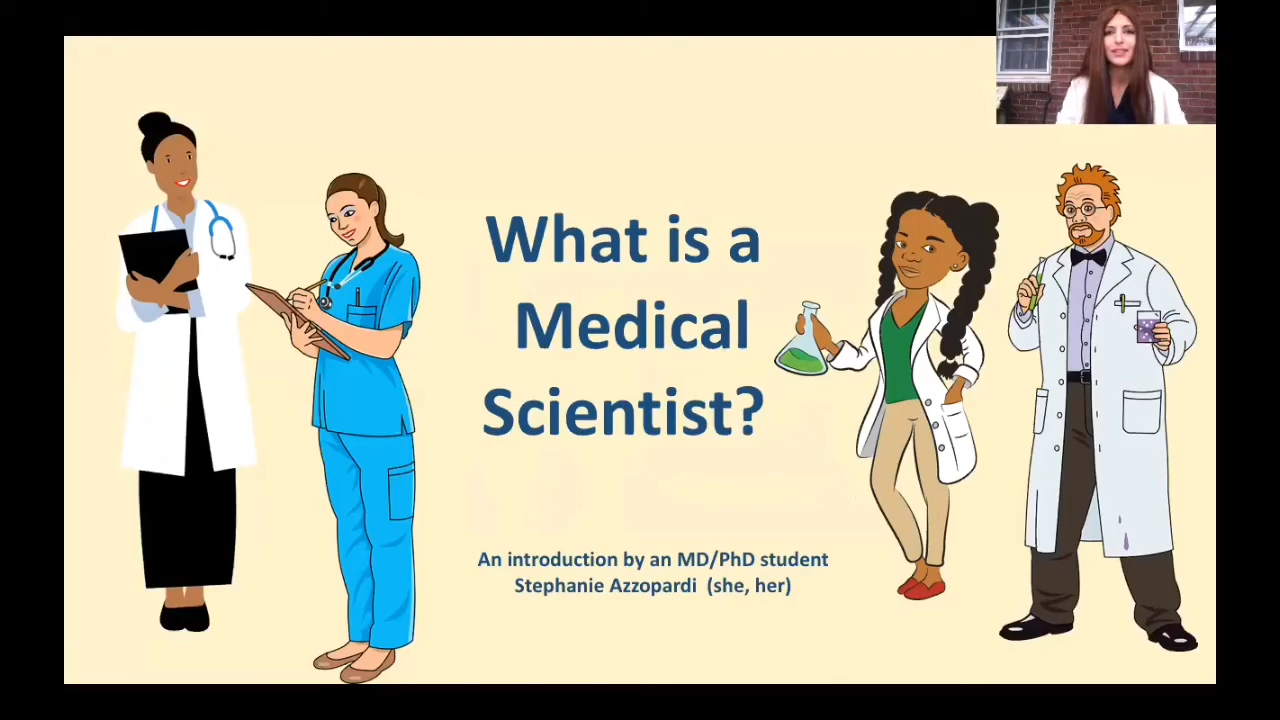 What is a
Medical
Scientist?
An introduction by an MD/PhD student
Stephanie Azzopardi (she, her)